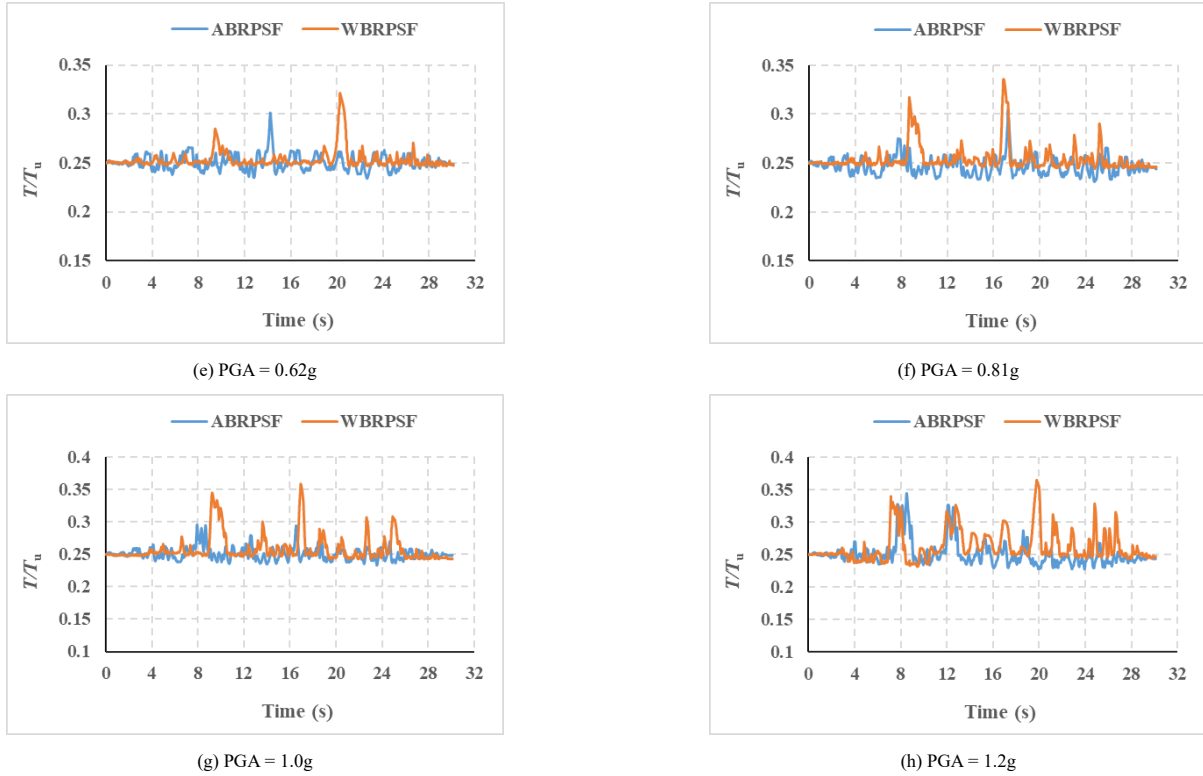 ABRPSF WBRPSF
0.35
0.3
0.25
0.2
0.15
T/Tu
0 4 8 12 16 20 24 28 32
Time (s)
(e) PGA = 0.62g
ABRPSF WBRPSF
0.35
0.3
0.25
0.2
0.15
T/Tu
0 4 8 12 16 20 24 28 32
Time (s)
(f) PGA = 0.81g
ABRPSF WBRPSF
0.4
0.35
0.3
0.25
0.2
0.15
0.1
T/Tu
0 4 8 12 16 20 24 28 32
Time (s)
(g) PGA = 1.0g
ABRPSF WBRPSF
0.4
0.35
0.3
0.25
0.2
0.15
0.1
T/Tu
0 4 8 12 16 20 24 28 32
Time (s)
(h) PGA = 1.2g